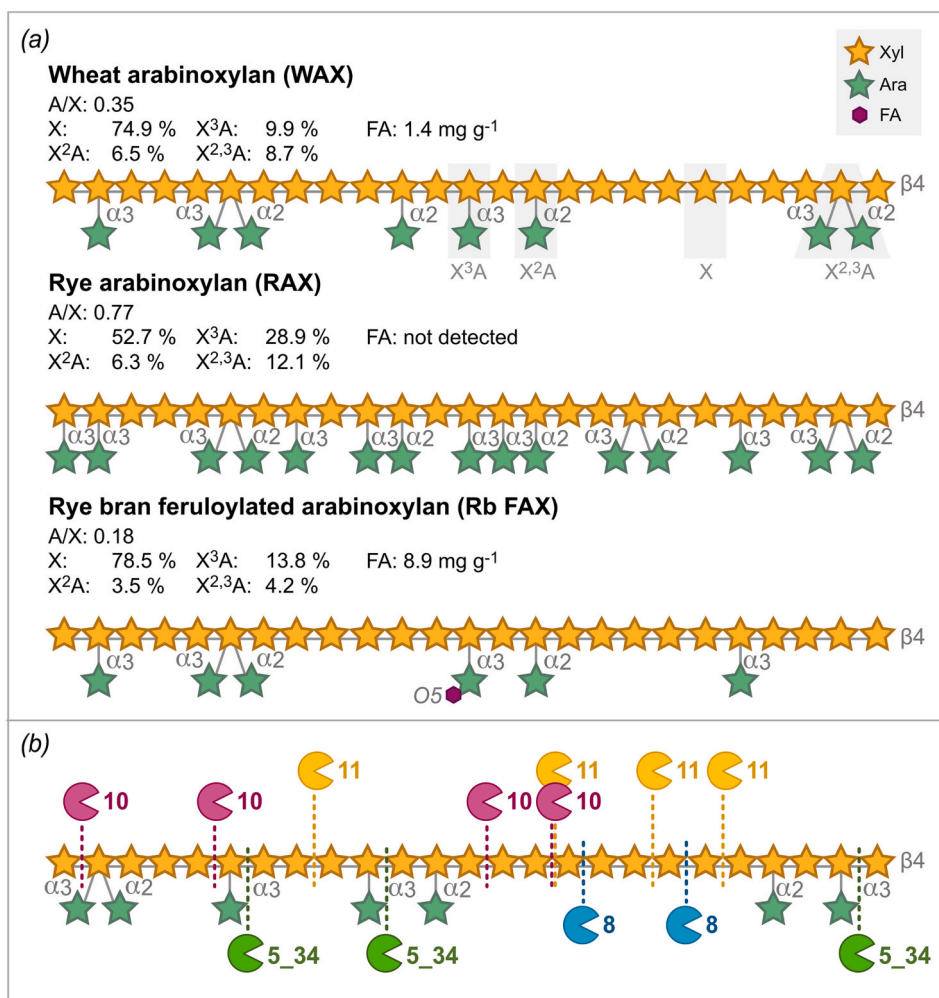 (a)
Wheat arabinoxylan (WAX)
A/X: 0.35
X: 74.9 % X³A: 9.9 % FA: 1.4 mg g⁻¹
X²A: 6.5 % X²,³A: 8.7 %
Xyl
Ara
FA
β4
α3 α3 α2 α2 α3 α2 α3 α2
X³A X²A X X²,³A
Rye arabinoxylan (RAX)
A/X: 0.77
X: 52.7 % X³A: 28.9 % FA: not detected
X²A: 6.3 % X²,³A: 12.1 %
β4
α3 α3 α3 α2 α3 α3 α2 α3 α3 α2 α3 α2 α3 α3 α2
Rye bran feruloylated arabinoxylan (Rb FAX)
A/X: 0.18
X: 78.5 % X³A: 13.8 % FA: 8.9 mg g⁻¹
X²A: 3.5 % X²,³A: 4.2 %
β4
α3 α3 α2 α3 α2 α3
O5
(b)
11 11 11 11
10 10 10 10
β4
α3 α2 α3 α3 α2 α2 α3
8 8
5_34 5_34 5_34